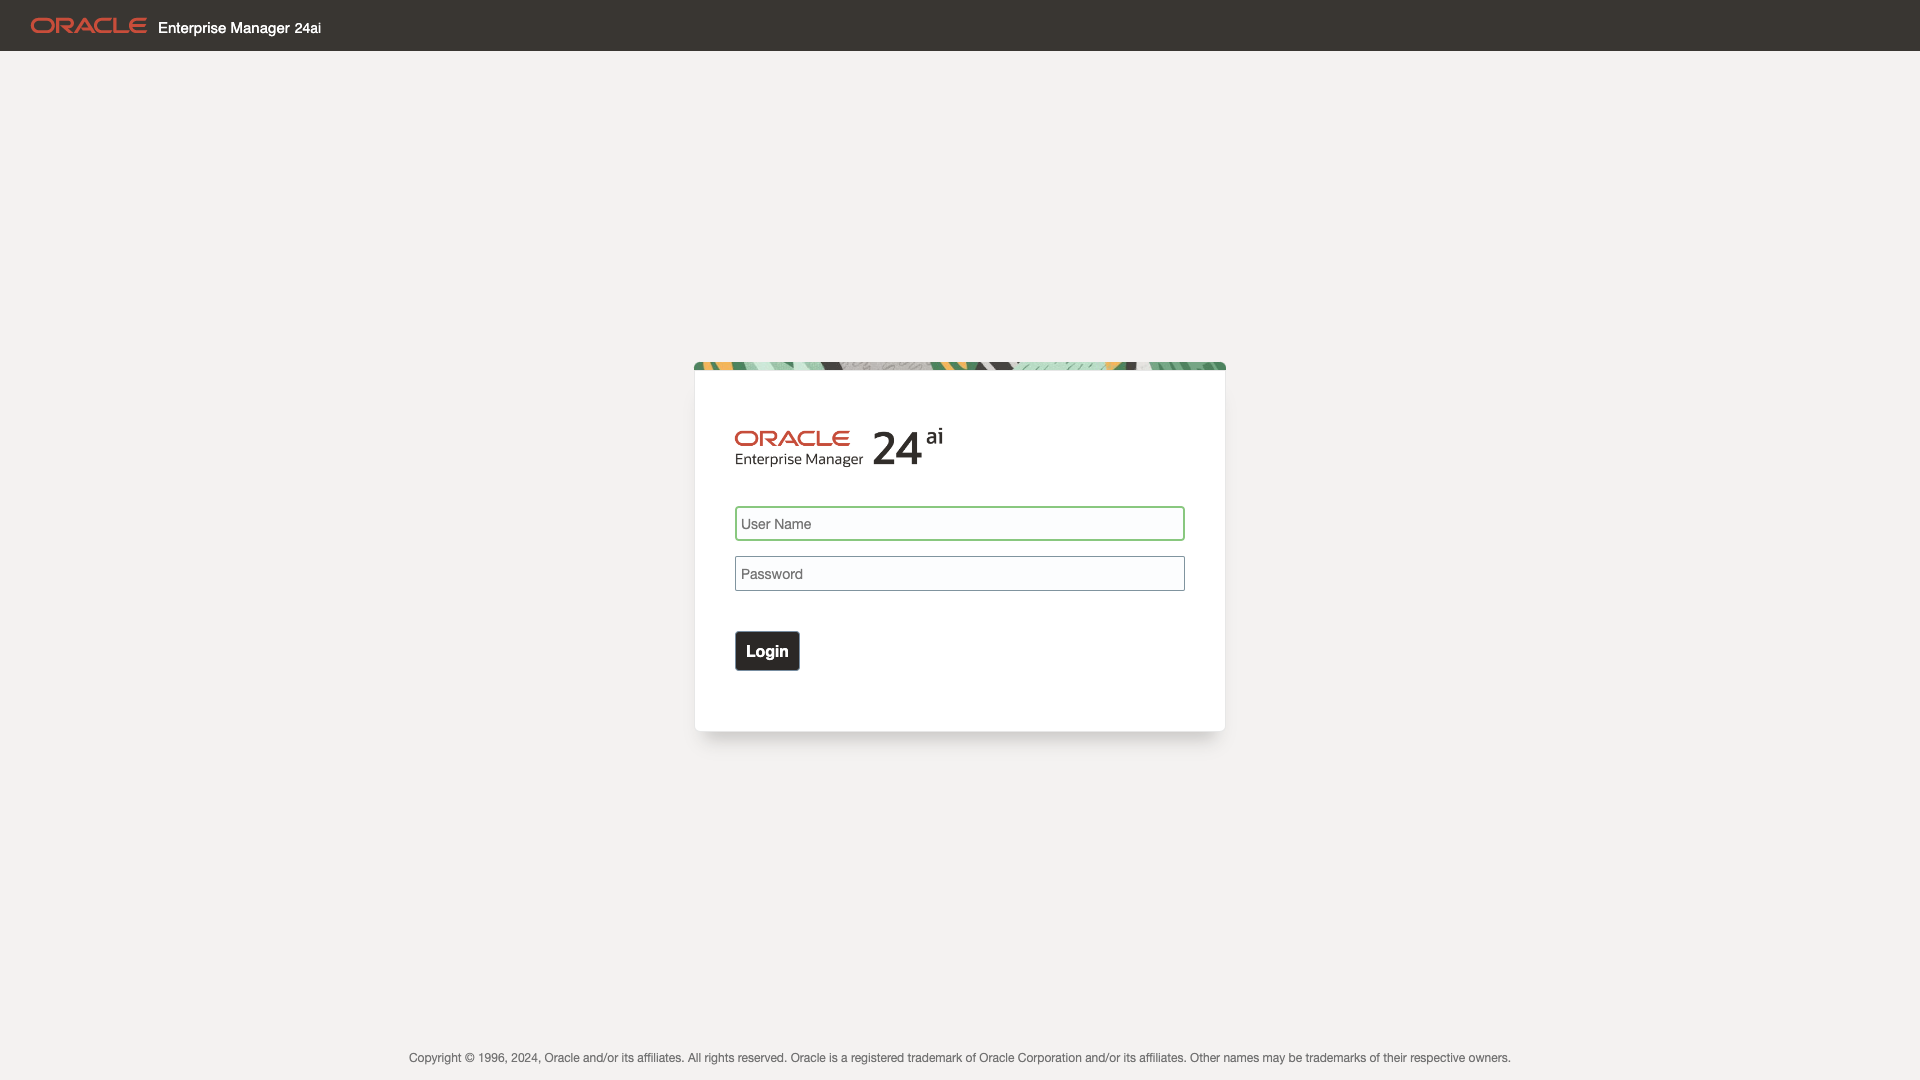 ORACLE Enterprise Manager 24ai
ORACLE
Enterprise Manager 24 ai
User Name
Password
Login
Copyright © 1996, 2024, Oracle and/or its affiliates. All rights reserved. Oracle is a registered trademark of Oracle Corporation and/or its affiliates. Other names may be trademarks of their respective owners.